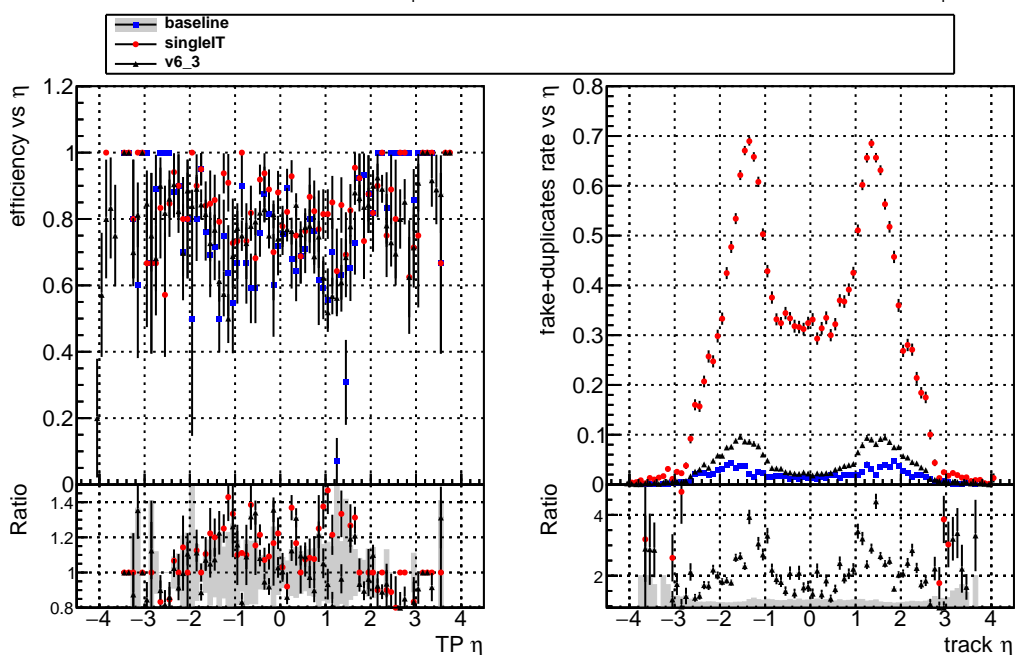 baseline
singleIT
v6_3
efficiency vs η
1.2
1
0.8
0.6
0.4
0.2
0
Ratio
1.4
1.2
1
0.8
−4 −3 −2 −1 0 1 2 3 4
TP η
fake+duplicates rate vs η
0.8
0.7
0.6
0.5
0.4
0.3
0.2
0.1
0
Ratio
4
2
−4 −3 −2 −1 0 1 2 3 4
track η